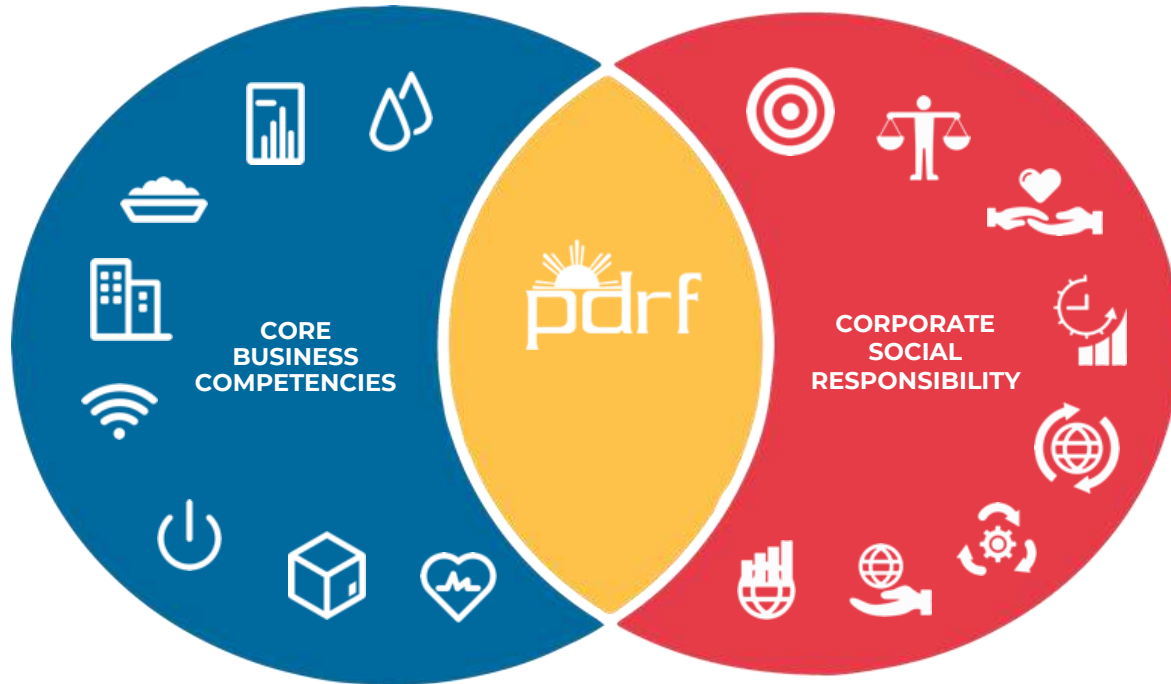 CORE
BUSINESS
COMPETENCIES
pdrf
CORPORATE
SOCIAL
RESPONSIBILITY